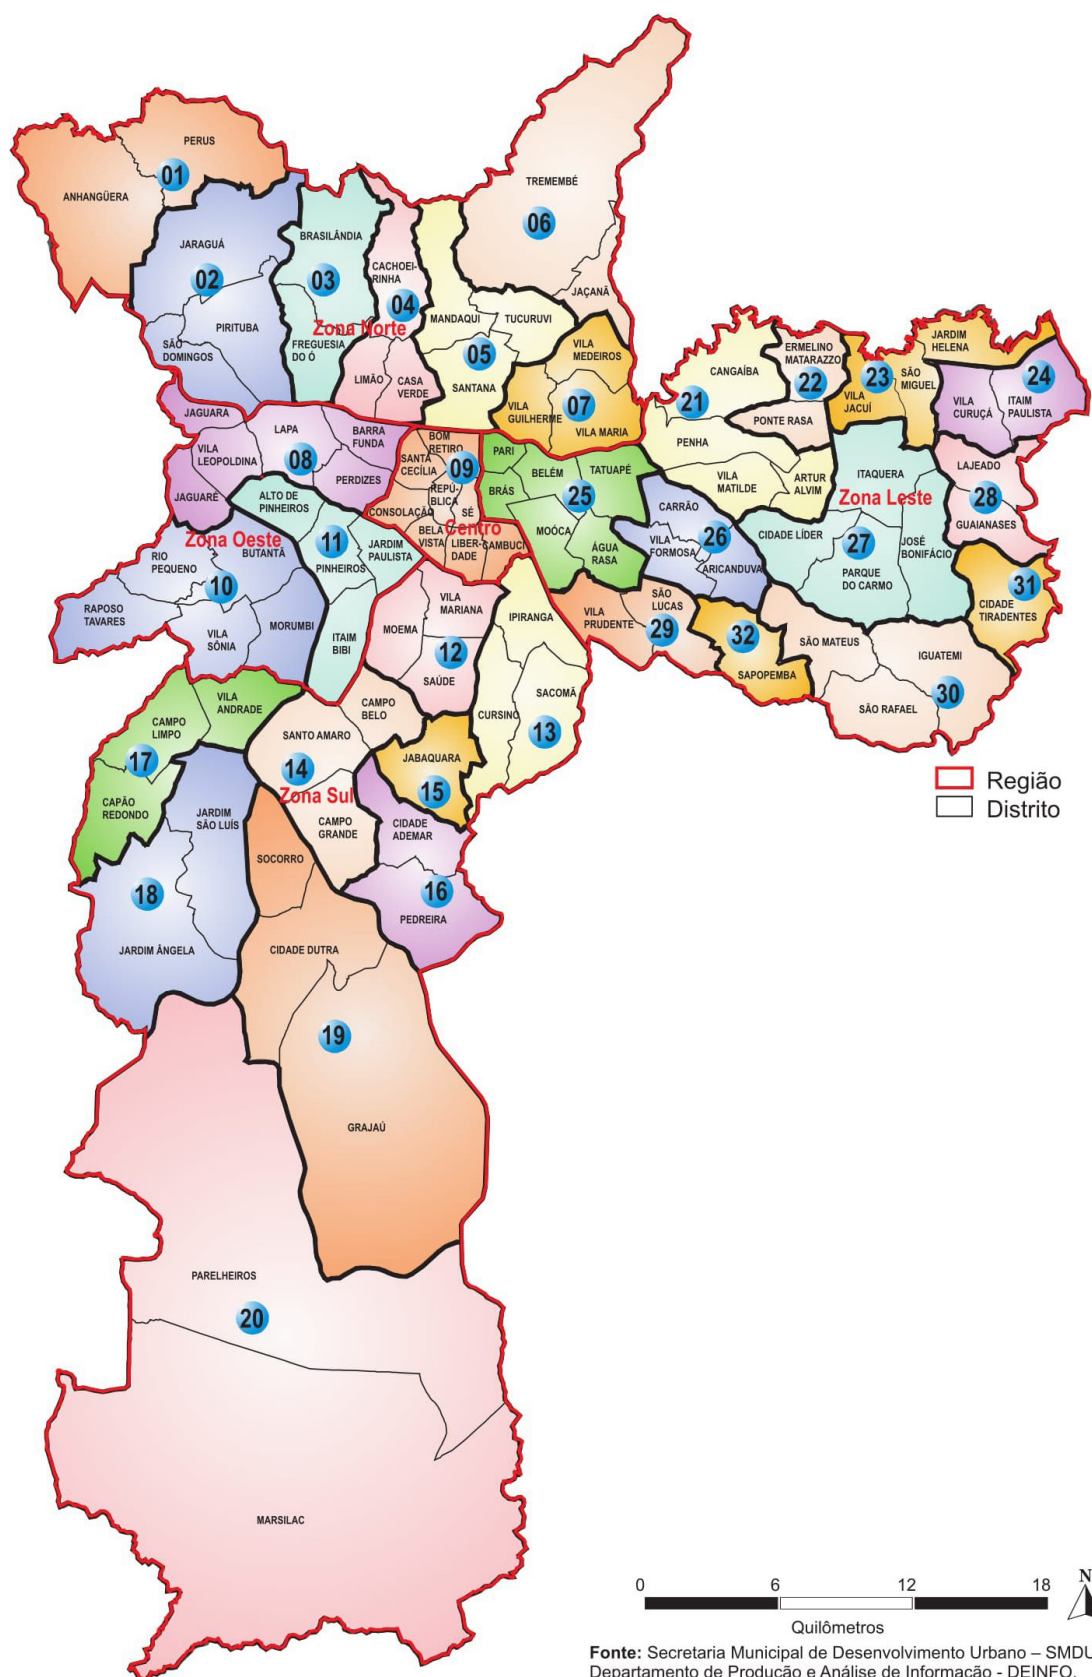 PERUS
01
ANHANGÜERA
TREMEMBÉ
06
JAÇANÃ
JARAGUÁ
02
PIRITUBA
SÃO
DOMINGOS
BRASILÂNDIA
03
Zona Norte
FREGUESIA
DO Ó
CACHOEI-
RINHA
04
LIMÃO
CASA
VERDE
MANDAQUI
TUCURUVI
05
SANTANA
VILA
MEDEIROS
07
VILA
GUILHERME
VILA MARIA
CANGAÍBA
21
PENHA
VILA
MATILDE
ARTUR
ALVIM
ERMELINO
MATARAZZO
22
PONTE RASA
JARDIM
HELENA
23
SÃO
MIGUEL
VILA
JACUÍ
24
VILA
CURUÇÁ
ITAIM
PAULISTA
JAGUARA
LAPA
BARRA
FUNDA
VILA
LEOPOLDINA
08
JAGUARÉ
PERDIZES
BOM
RETIRO
09
SANTA
CECÍLIA
REPÚ-
BLICA
SÉ
CONSOLAÇÃO
Centro
BELA
VISTA
LIBER-
DADE
CAMBUCI
PARI
BELÉM
TATUAPÉ
BRÁS
25
MOÓCA
ÁGUA
RASA
CARRÃO
26
VILA
FORMOSA
ARICANDUVA
ITAQUERA
Zona Leste
CIDADE LÍDER
27
JOSÉ
BONIFÁCIO
PARQUE
DO CARMO
LAJEADO
28
GUAIANASES
31
CIDADE
TIRADENTES
ALTO DE
PINHEIROS
Zona Oeste
BUTANTÃ
RIO
PEQUENO
10
RAPOSO
TAVARES
VILA
SÔNIA
MORUMBI
11
PINHEIROS
JARDIM
PAULISTA
ITAIM
BIBI
VILA
MARIANA
MOEMA
12
SAÚDE
IPIRANGA
SACOMÃ
CURSINO
13
VILA
PRUDENTE
SÃO
LUCAS
29
32
SAPOPEMBA
SÃO MATEUS
IGUATEMI
SÃO RAFAEL
30
VILA
ANDRADE
CAMPO
LIMPO
17
CAPÃO
REDONDO
CAMPO
BELO
SANTO AMARO
14
Zona Sul
CAMPO
GRANDE
JABAQUARA
15
CIDADE
ADEMAR
16
PEDREIRA
JARDIM
SÃO LUÍS
18
JARDIM ÂNGELA
SOCORRO
CIDADE DUTRA
19
GRAJAÚ
PARELHEIROS
20
MARSILAC
Região
Distrito
0 6 12 18
Quilômetros
N
Fonte: Secretaria Municipal de Desenvolvimento Urbano – SMDU
Departamento de Produção e Análise de Informação - DEINFO